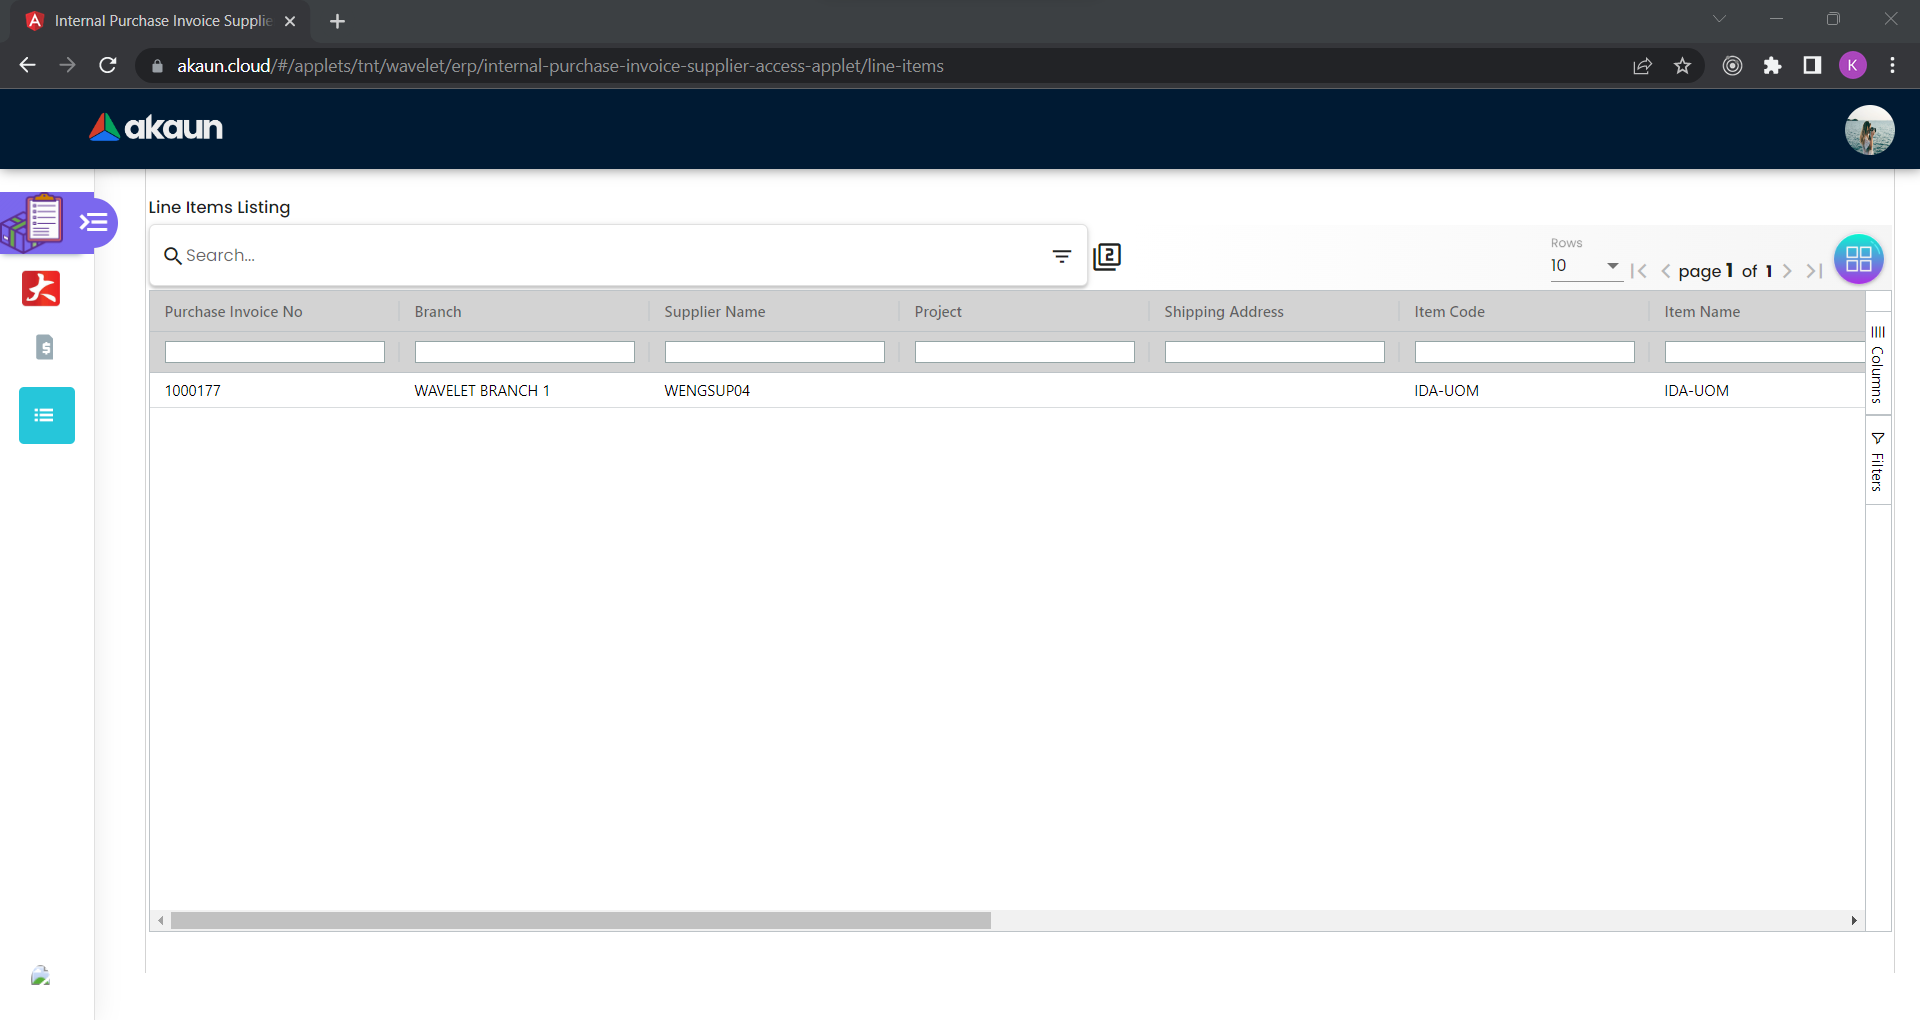 Internal Purchase Invoice Supplie
akaun.cloud/#/applets/tnt/wavelet/erp/internal-purchase-invoice-supplier-access-applet/line-items
K
akaun
Line Items Listing
Search...
2
Rows
10
page 1 of 1
Purchase Invoice No Branch Supplier Name Project Shipping Address Item Code Item Name
1000177 WAVELET BRANCH 1 WENGSUP04 IDA-UOM IDA-UOM
Columns
Filters